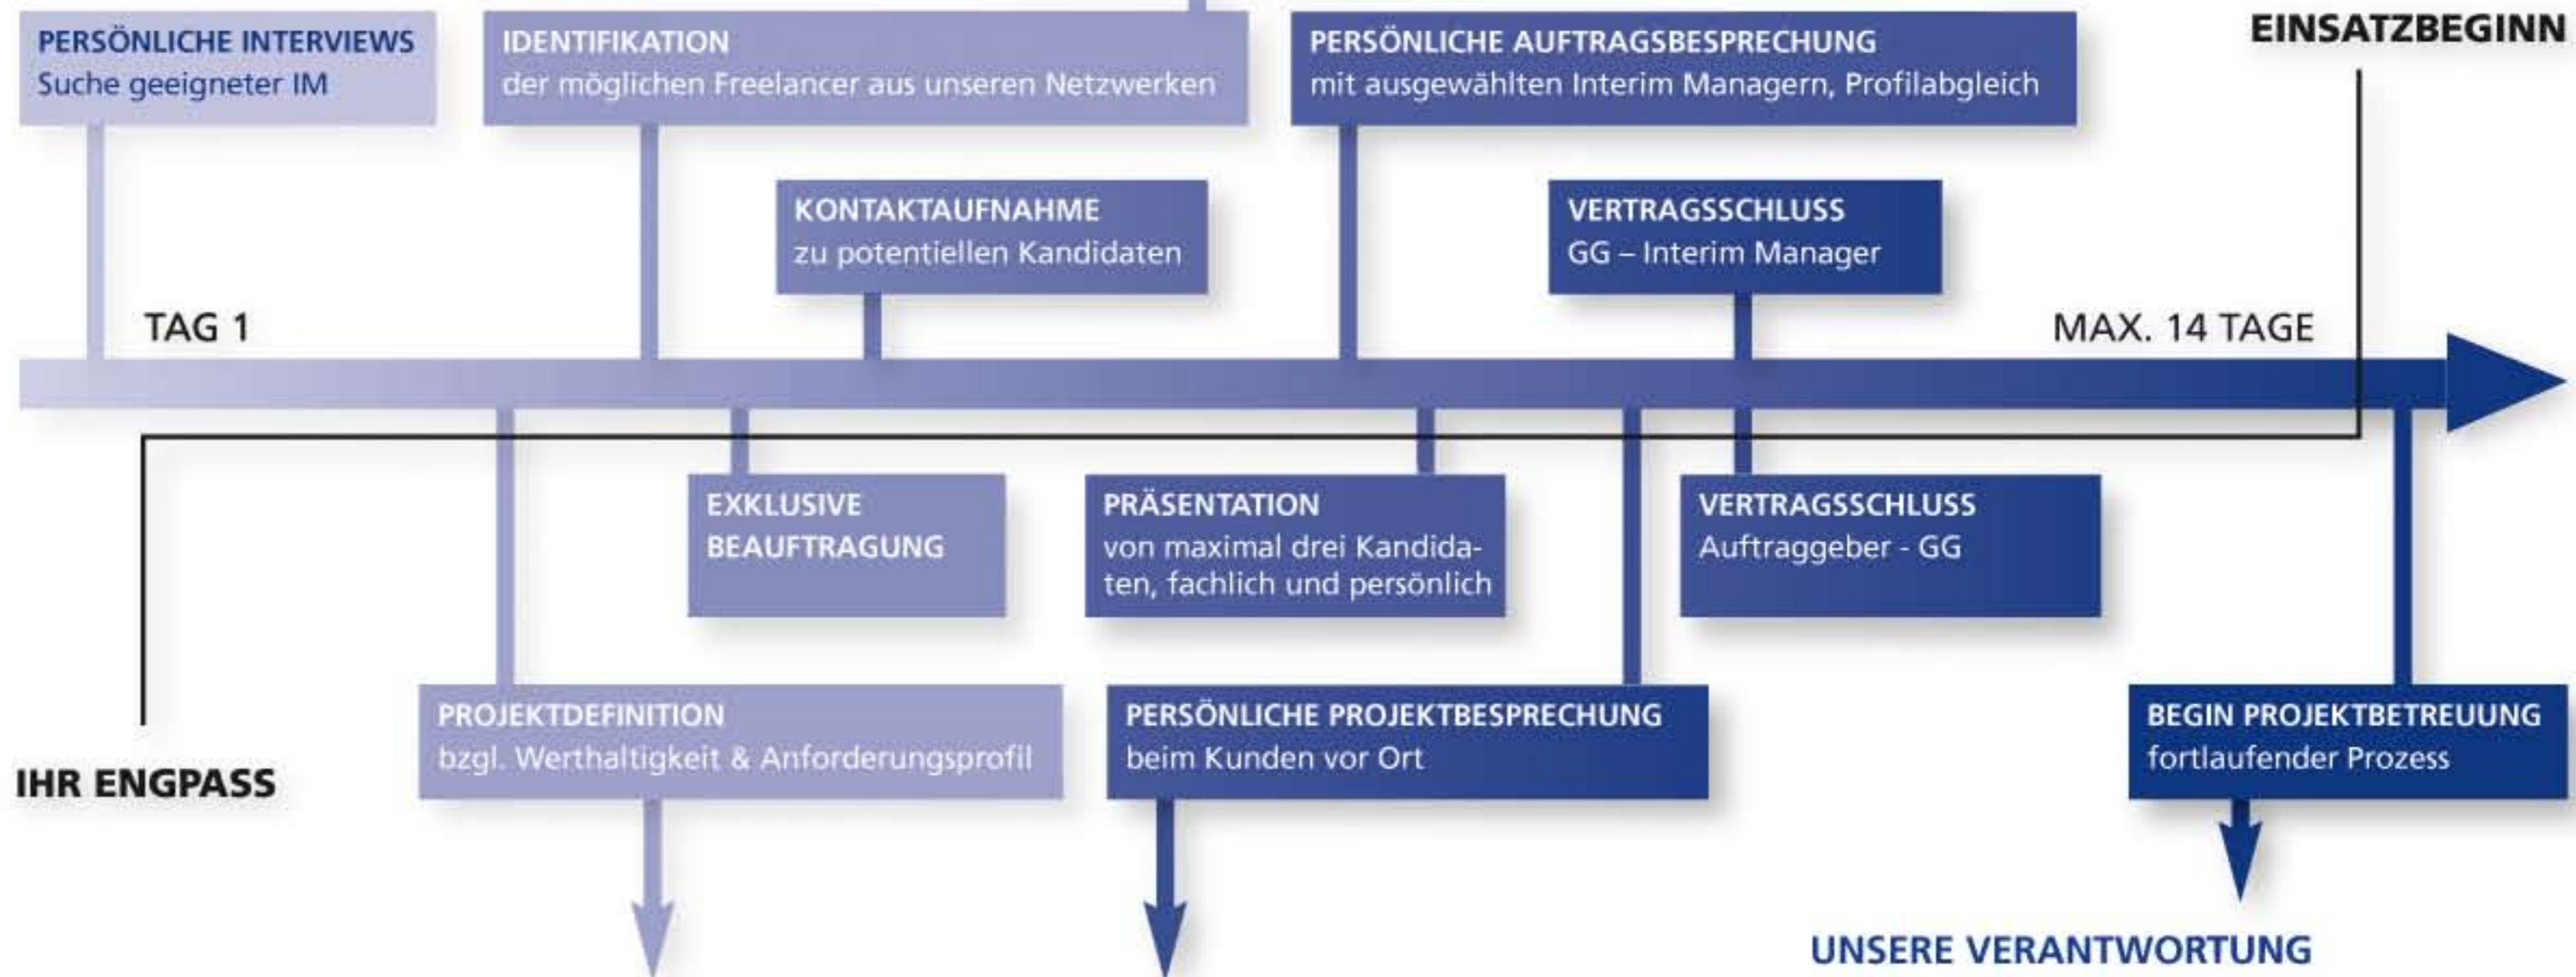 PERSÖNLICHE INTERVIEWS
Suche geeigneter IM
IDENTIFIKATION
der möglichen Freelancer aus unseren Netzwerken
PERSÖNLICHE AUFTRAGSBESPRECHUNG
mit ausgewählten Interim Managern, Profilabgleich
EINSATZBEGINN
KONTAKTAUFNAHME
zu potentiellen Kandidaten
VERTRAGSSCHLUSS
GG – Interim Manager
TAG 1
MAX. 14 TAGE
EXKLUSIVE
BEAUFTRAGUNG
PRÄSENTATION
von maximal drei Kandida-
ten, fachlich und persönlich
VERTRAGSSCHLUSS
Auftraggeber - GG
IHR ENGPASS
PROJEKTDEFINITION
bzgl. Werthaltigkeit & Anforderungsprofil
PERSÖNLICHE PROJEKTBESPRECHUNG
beim Kunden vor Ort
BEGIN PROJEKTBETREUUNG
fortlaufender Prozess
UNSERE VERANTWORTUNG